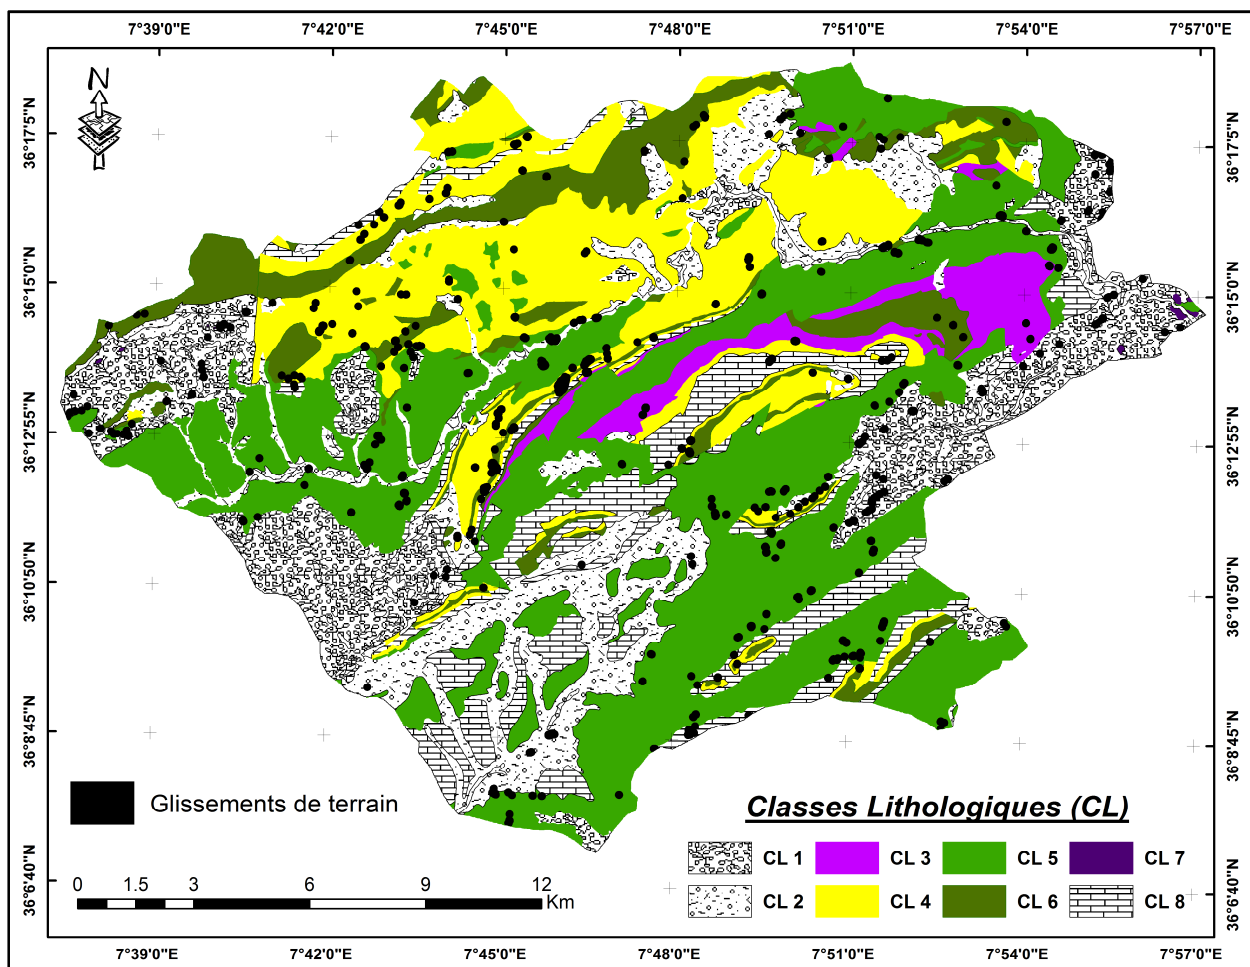 7°39'0"E 7°42'0"E 7°45'0"E 7°48'0"E 7°51'0"E 7°54'0"E 7°57'0"E
N
36°17'5"N 36°17'5"N
36°15'0"N 36°15'0"N
36°12'55"N 36°12'55"N
36°10'50"N 36°10'50"N
36°8'45"N 36°8'45"N
36°6'40"N 36°6'40"N
Glissements de terrain
0 1.5 3 6 9 12
Km
Classes Lithologiques (CL)
CL 1 CL 3 CL 5 CL 7
CL 2 CL 4 CL 6 CL 8
7°39'0"E 7°42'0"E 7°45'0"E 7°48'0"E 7°51'0"E 7°54'0"E 7°57'0"E